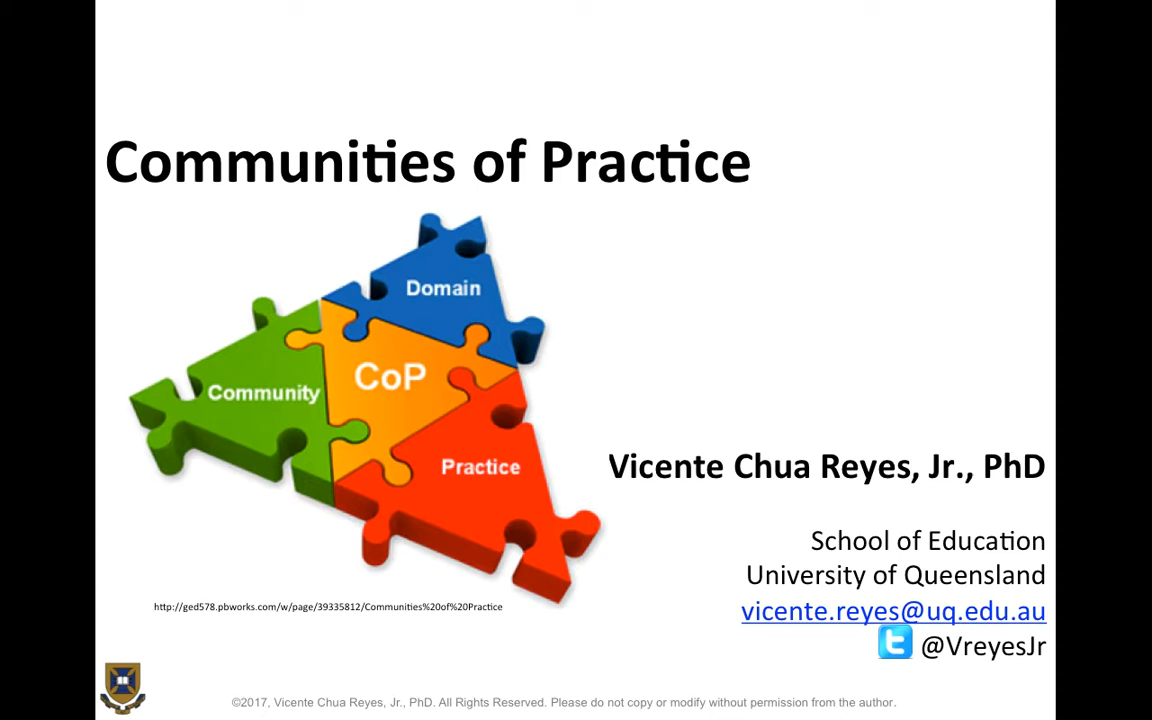 Communities of Practice
Domain
CoP
Community
Practice
Vicente Chua Reyes, Jr., PhD
School of Education
University of Queensland
http://ged578.pbworks.com/w/page/39335812/Communities%20of%20Practice
vicente.reyes@uq.edu.au
@VreyesJr
©2017, Vicente Chua Reyes, Jr., PhD. All Rights Reserved. Please do not copy or modify without permission from the author.